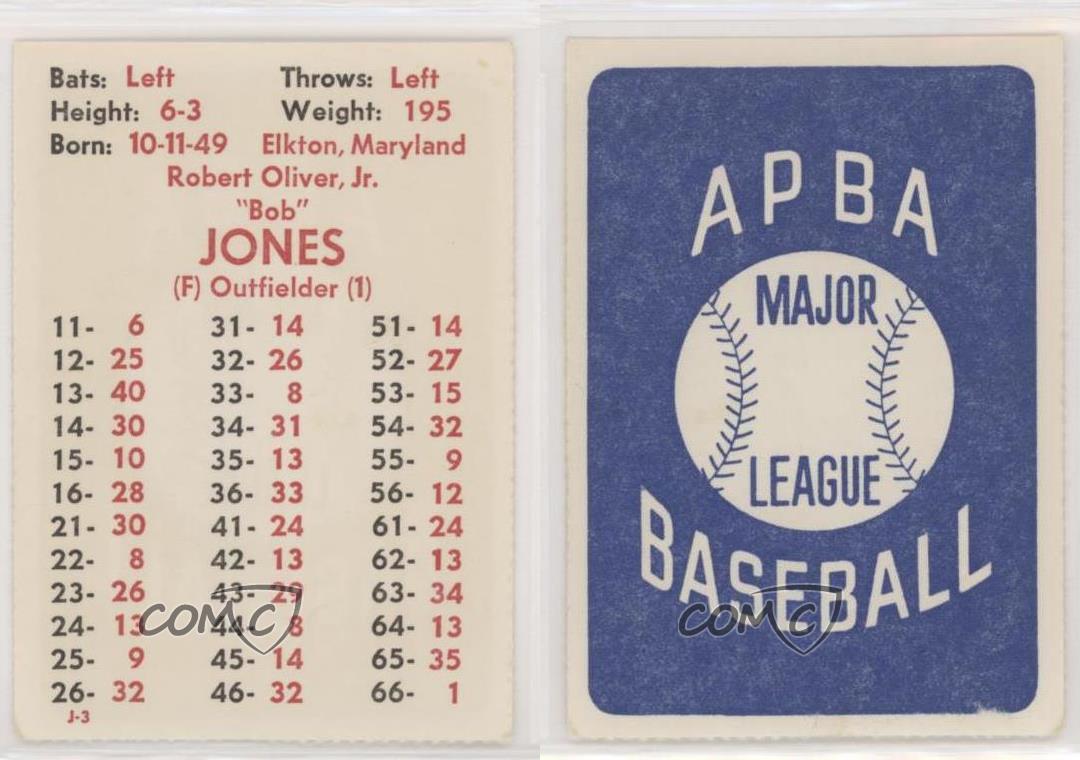 Bats: Left Throws: Left
Height: 6-3 Weight: 195
Born: 10-11-49 Elkton, Maryland
Robert Oliver, Jr.
"Bob"
JONES
(F) Outfielder (1)
11- 6 31- 14 51- 14
12- 25 32- 26 52- 27
13- 40 33- 8 53- 15
14- 30 34- 31 54- 32
15- 10 35- 13 55- 9
16- 28 36- 33 56- 12
21- 30 41- 24 61- 24
22- 8 42- 13 62- 13
23- 26 43- 29 63- 34
24- 13 44- 8 64- 13
25- 9 45- 14 65- 35
26- 32 46- 32 66- 1
J-3
COMC
APBA
MAJOR
LEAGUE
BASEBALL
COMC